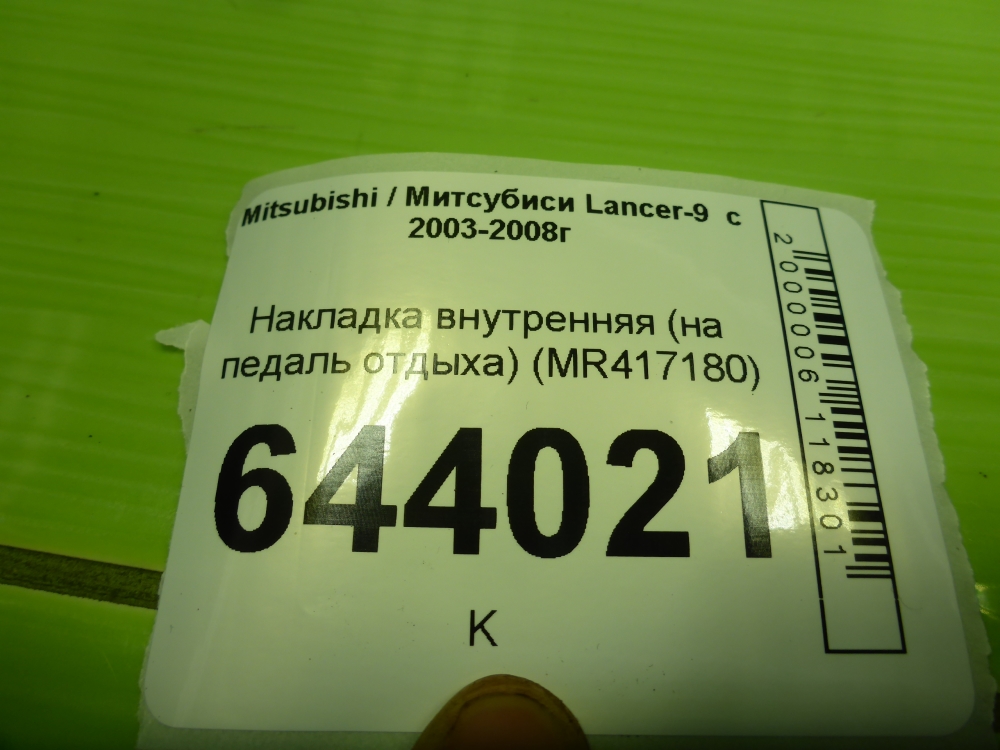 Mitsubishi / Митсубиси Lancer-9 с
2003-2008г
Накладка внутренняя (на
педаль отдыха) (MR417180)
644021
К
2000006118301